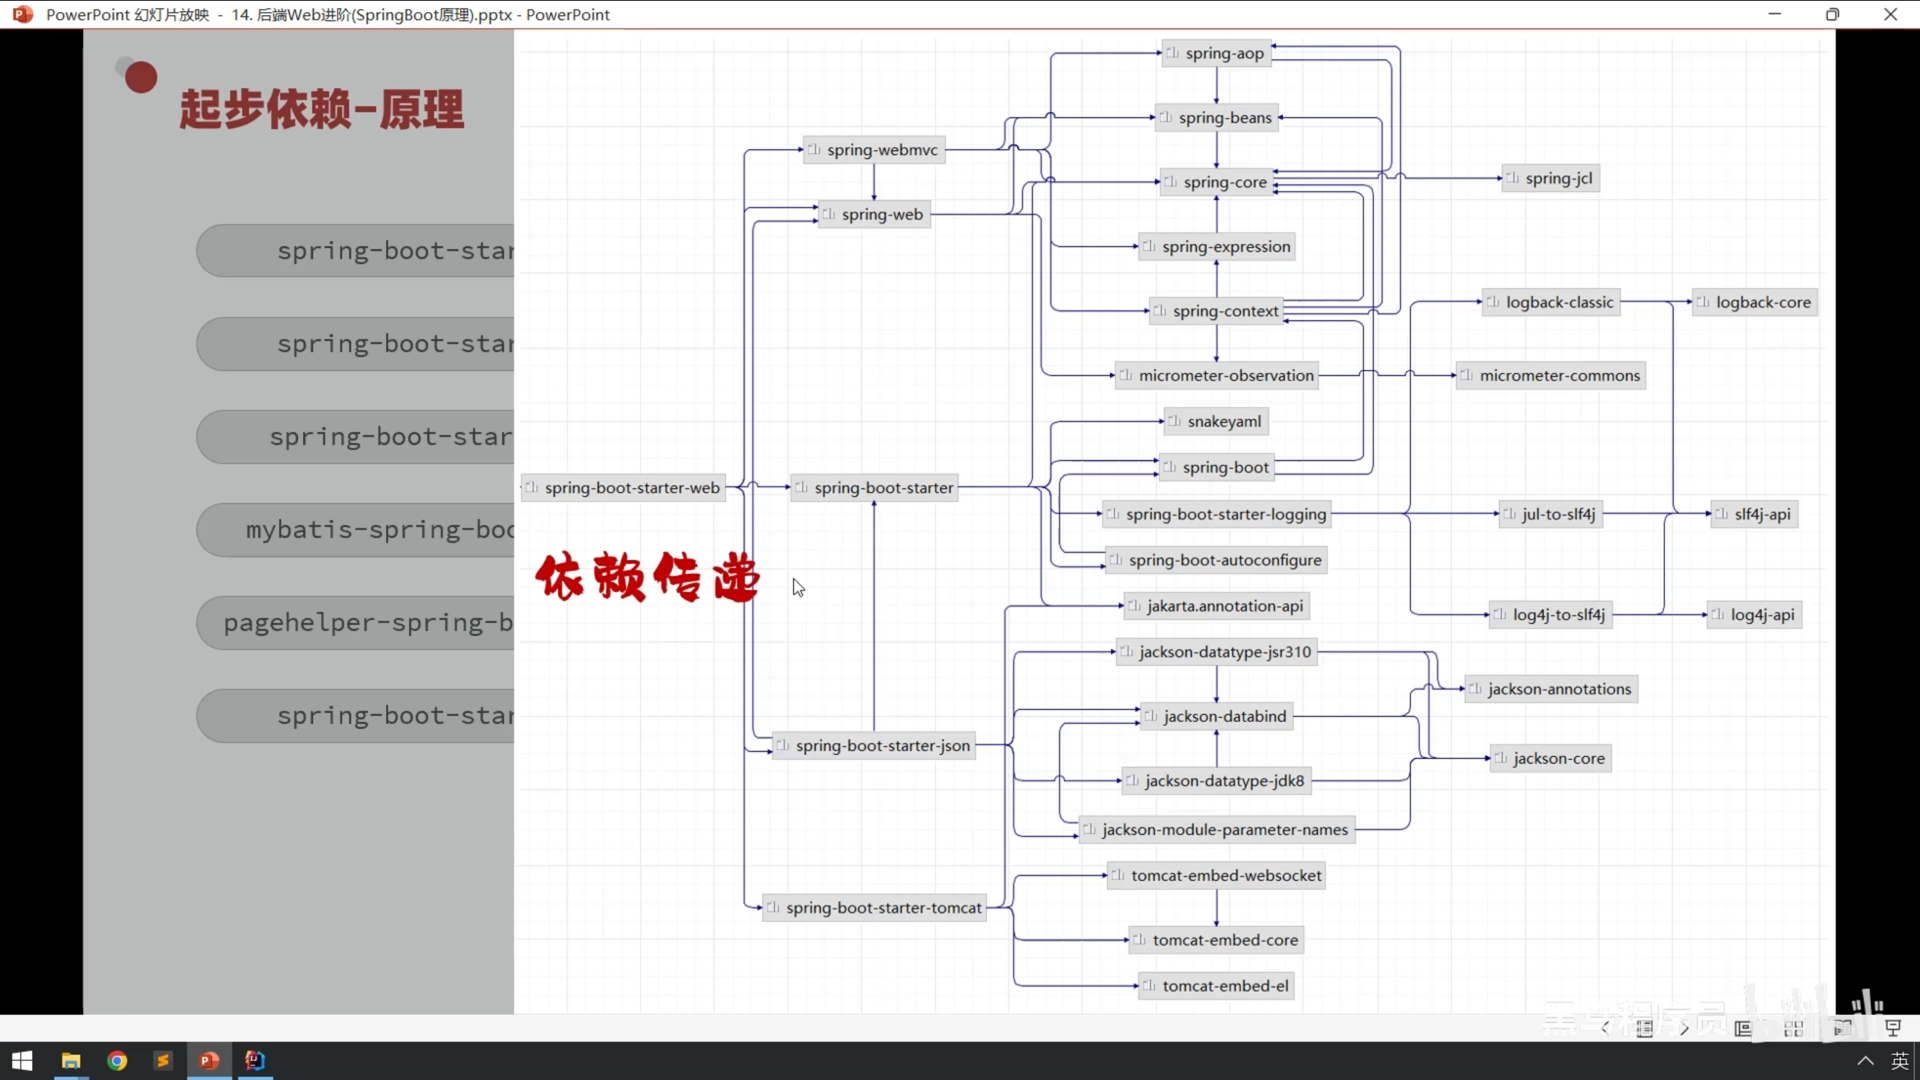 PowerPoint 幻灯片放映 - 14. 后端Web进阶(SpringBoot原理).pptx - PowerPoint
起步依赖-原理
spring-boot-star
spring-boot-star
spring-boot-star
mybatis-spring-boo
pagehelper-spring-b
spring-boot-star
spring-boot-starter-web
依赖传递
spring-webmvc
spring-web
spring-boot-starter
spring-boot-starter-json
spring-boot-starter-tomcat
spring-aop
spring-beans
spring-core
spring-expression
spring-context
micrometer-observation
snakeyaml
spring-boot
spring-boot-starter-logging
spring-boot-autoconfigure
jakarta.annotation-api
jackson-datatype-jsr310
jackson-databind
jackson-datatype-jdk8
jackson-module-parameter-names
tomcat-embed-websocket
tomcat-embed-core
tomcat-embed-el
spring-jcl
logback-classic
micrometer-commons
jul-to-slf4j
log4j-to-slf4j
jackson-annotations
jackson-core
logback-core
slf4j-api
log4j-api
黑马程序员
英